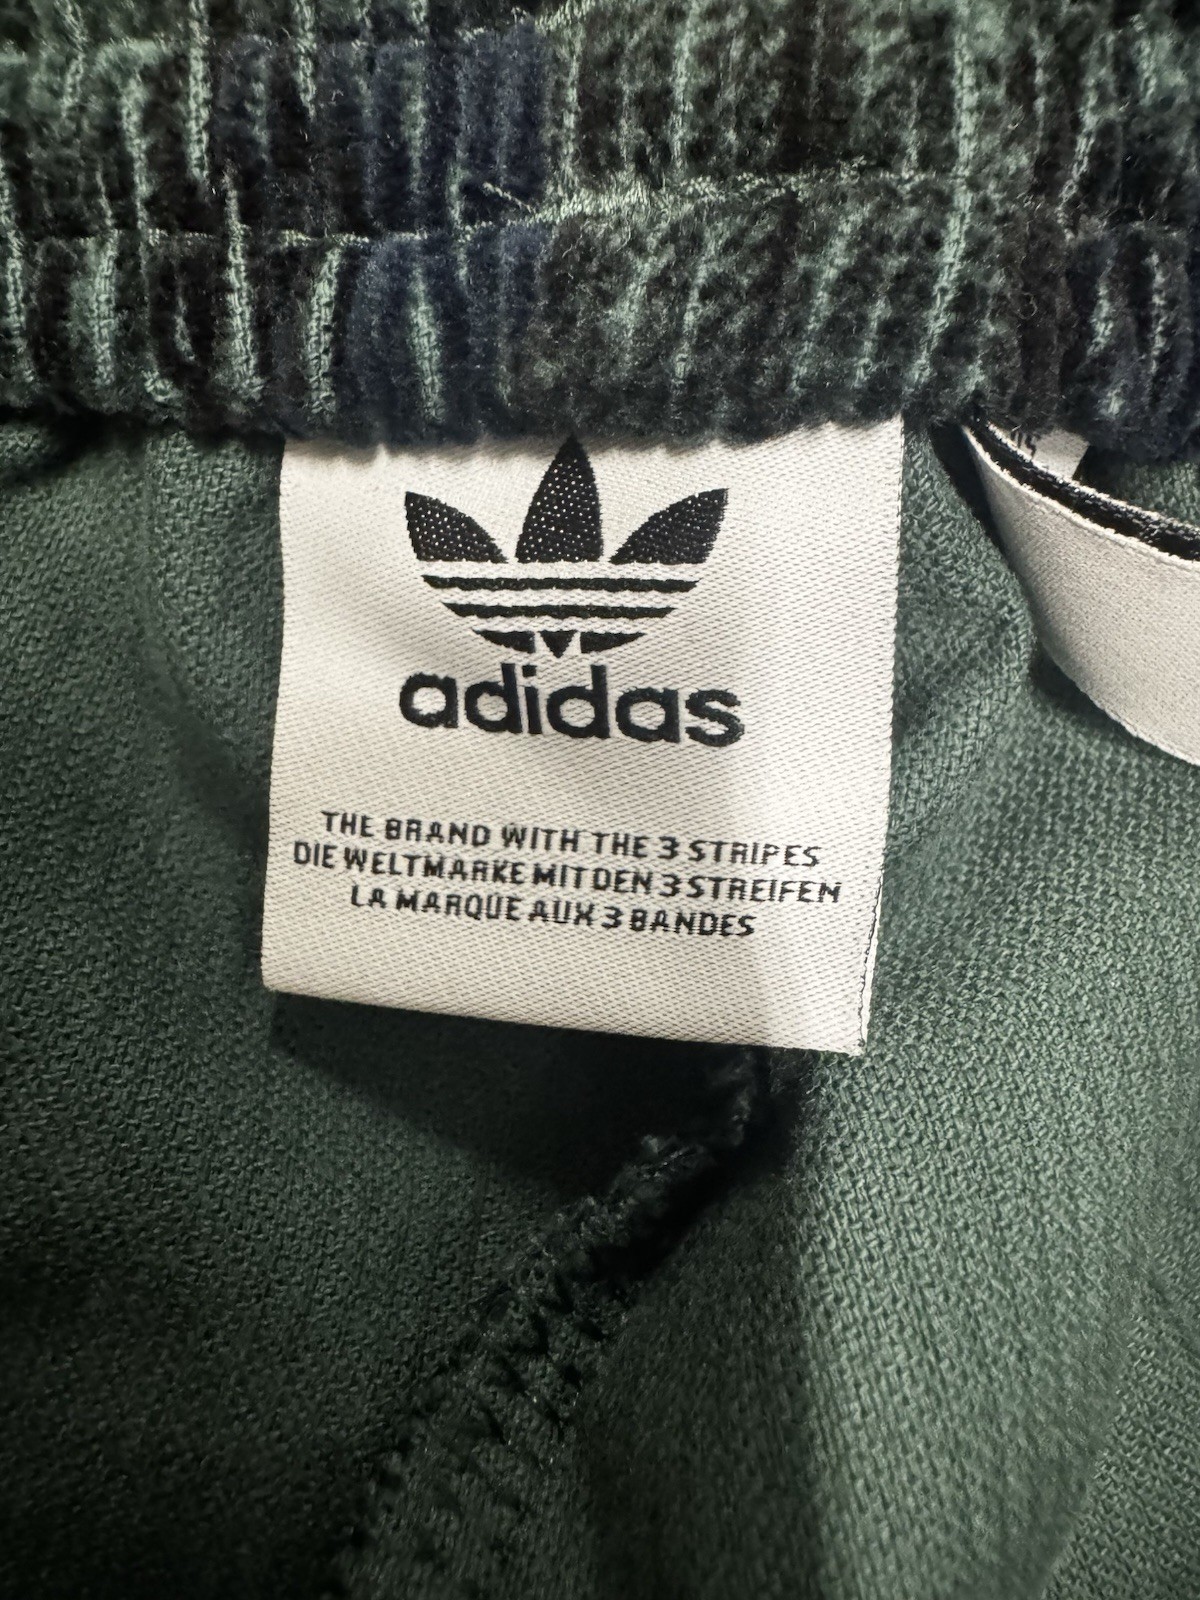 adidas
THE BRAND WITH THE 3 STRIPES
DIE WELTMARKE MIT DEN 3 STREIFEN
LA MARQUE AUX 3 BANDES